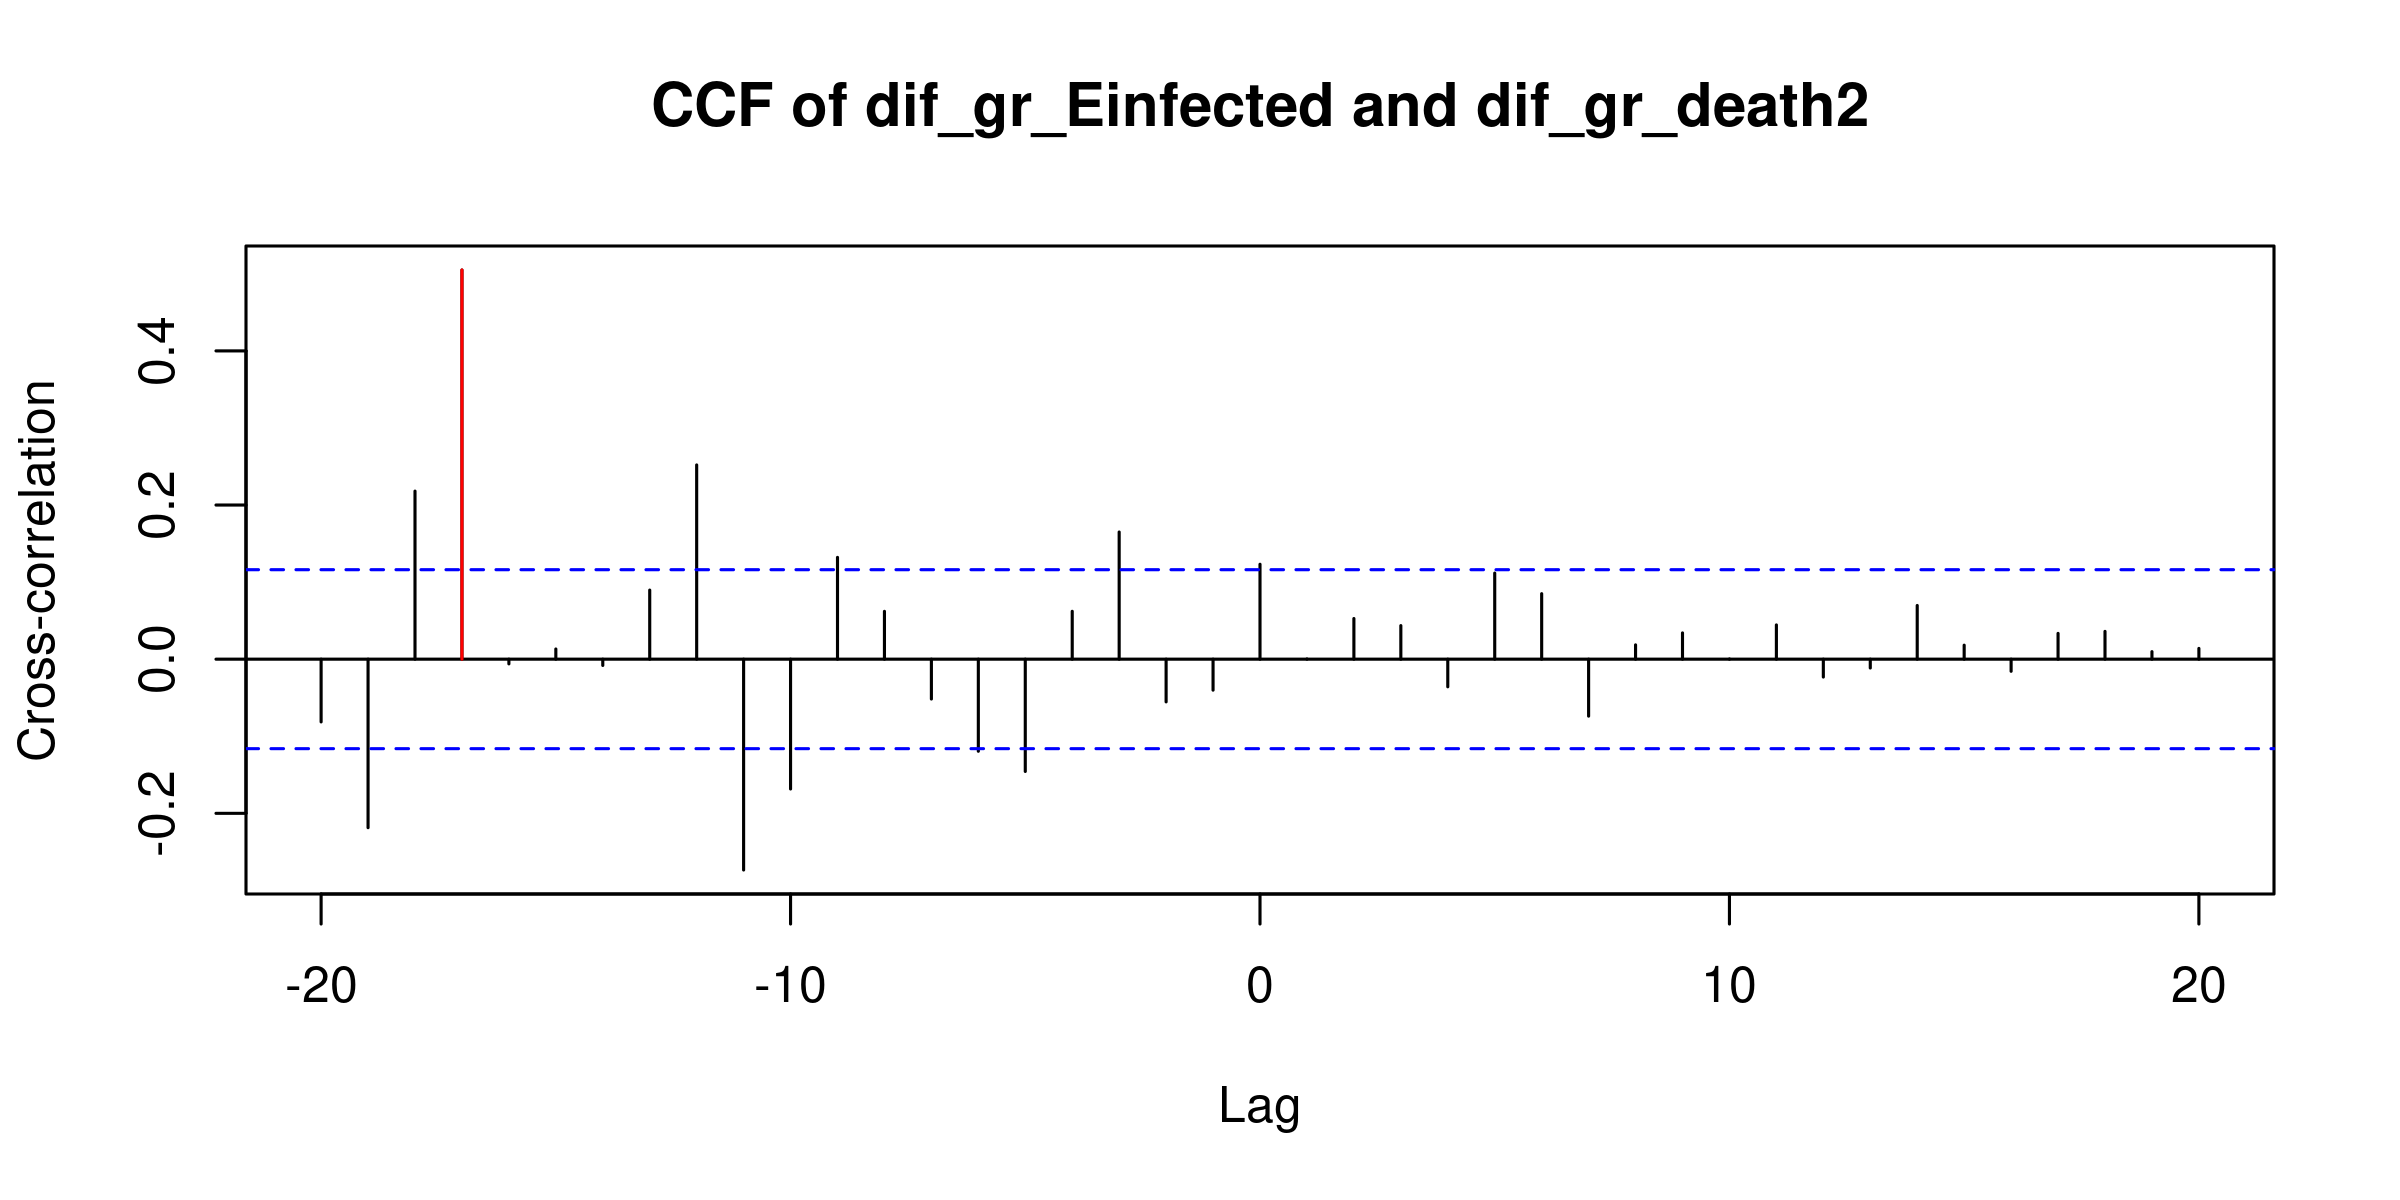 CCF of dif_gr_Einfected and dif_gr_death2
Cross-correlation
0.4
0.2
0.0
-0.2
-20 -10 0 10 20
Lag